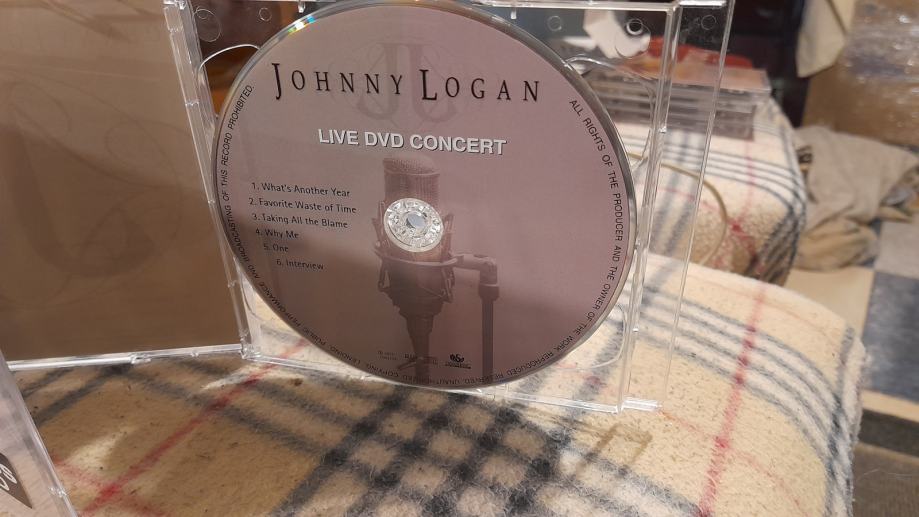 JOHNNY LOGAN
LIVE DVD CONCERT
1. What's Another Year
2. Favorite Waste of Time
3. Taking All the Blame
4. Why Me
5. One
6. Interview
ALL RIGHTS OF THE PRODUCER AND THE OWNER OF THE WORK REPRODUCED RESERVED. UNAUTHORIZED COPYING, LENDING, PUBLIC PERFORMANCE AND BROADCASTING OF THIS RECORD PROHIBITED.